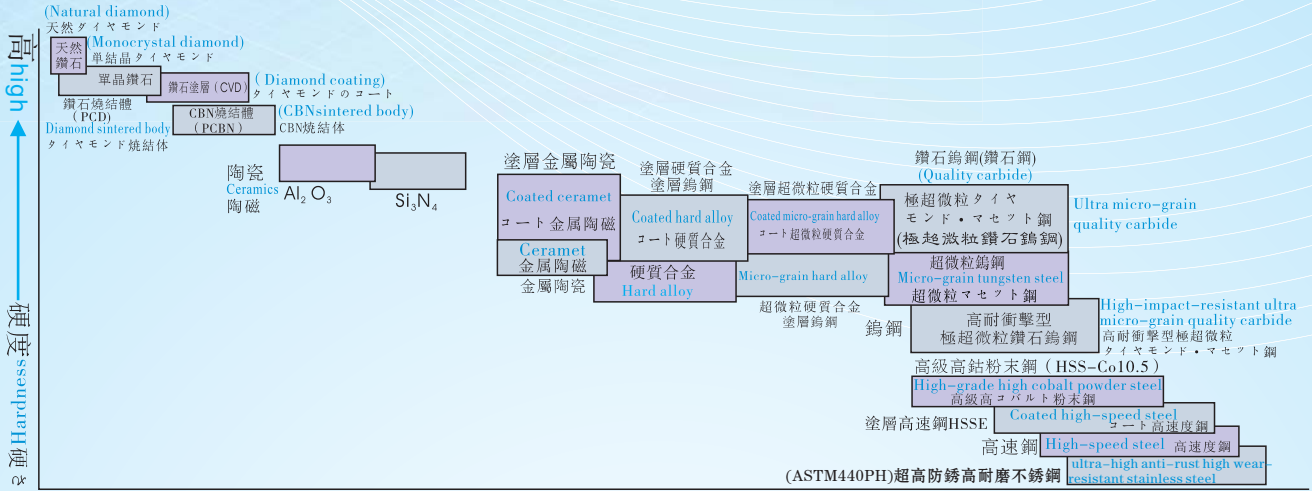 (Natural diamond)
天然ダイヤモンド
天然
鑽石
(Monocrystal diamond)
単結晶タイヤモンド
單晶鑽石
鑽石塗層(CVD)
( Diamond coating)
タイヤモンドのコート
鑽石燒結體
(PCD)
Diamond sintered body
タイヤモンド焼結体
CBN燒結體
(PCBN)
(CBNsintered body)
CBN焼結体
高high
硬度Hardness硬さ
陶瓷
Ceramics
陶磁
Al₂O₃
Si₃N₄
塗層金屬陶瓷
Coated ceramet
コート金属陶磁
Ceramet
金属陶磁
金屬陶瓷
塗層硬質合金
塗層鎢鋼
Coated hard alloy
コート硬質合金
硬質合金
Hard alloy
塗層超微粒硬質合金
Coated micro-grain hard alloy
コート超微粒硬質合金
Micro-grain hard alloy
超微粒硬質合金
塗層鎢鋼
鑽石鎢鋼(鑽石鋼)
(Quality carbide)
極超微粒タイヤ
モンド・マセット鋼
(極超微粒鑽石鎢鋼)
Ultra micro-grain
quality carbide
超微粒鎢鋼
Micro-grain tungsten steel
超微粒マセット鋼
鎢鋼
高耐衝擊型
極超微粒鑽石鎢鋼
High-impact-resistant ultra
micro-grain quality carbide
高耐衝撃型極超微粒
タイヤモンド・マセット鋼
高級高鈷粉末鋼(HSS-Co10.5)
High-grade high cobalt powder steel
高級高コバルト粉末鋼
塗層高速鋼HSSE
Coated high-speed steel
コート高速度鋼
高速鋼
High-speed steel 高速度鋼
(ASTM440PH)超高防銹高耐磨不銹鋼
ultra-high anti-rust high wear-
resistant stainless steel